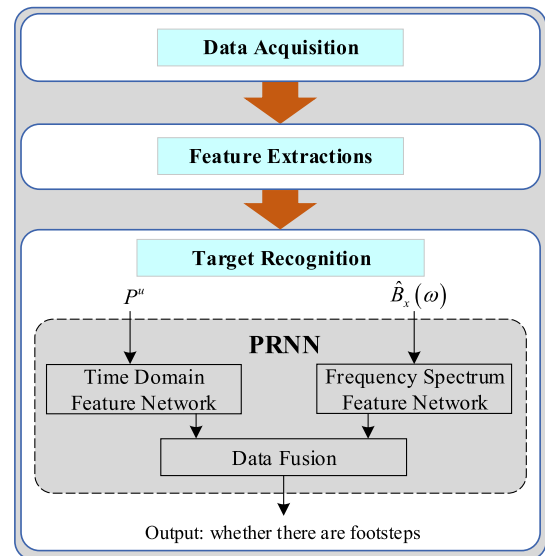 Data Acquisition
Feature Extractions
Target Recognition
Pᵘ
B̂ₓ(ω)
PRNN
Time Domain
Feature Network
Frequency Spectrum
Feature Network
Data Fusion
Output: whether there are footsteps